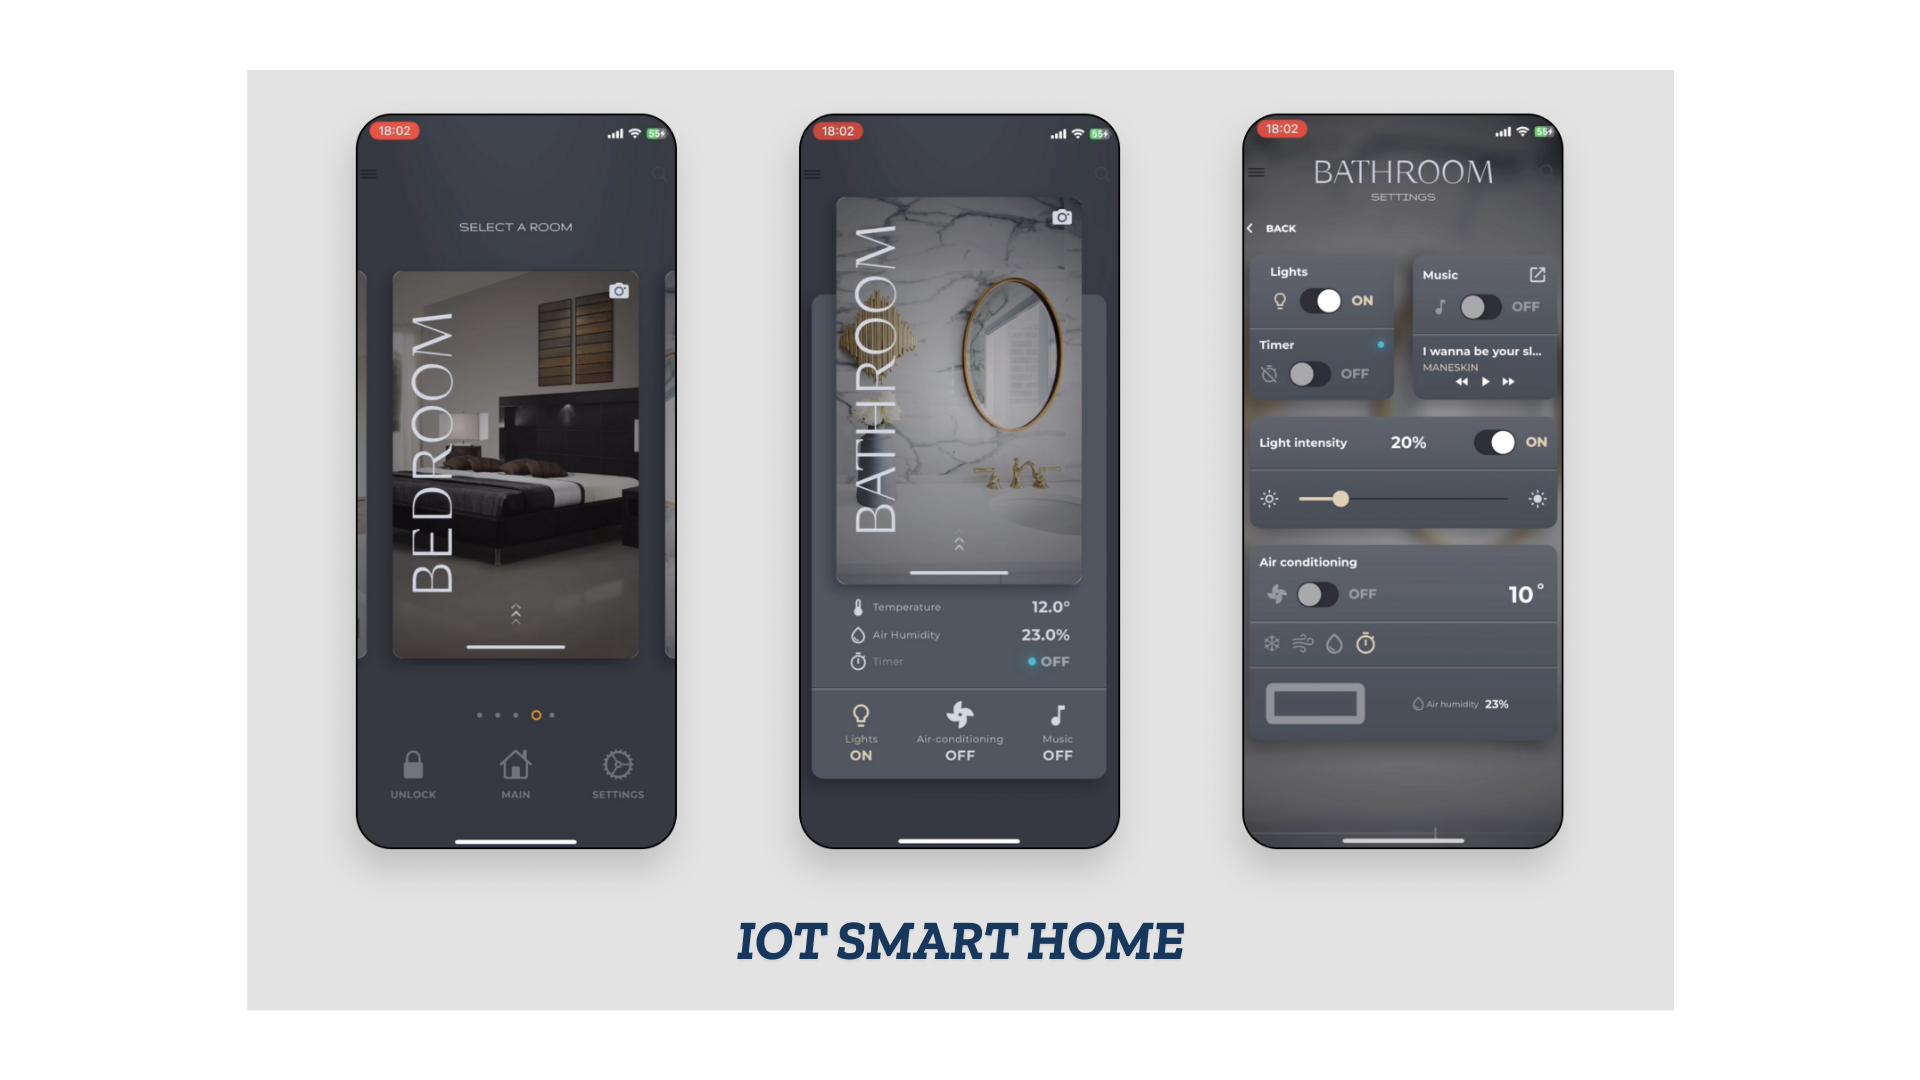 18:02
55
SELECT A ROOM
BEDROOM
UNLOCK
MAIN
SETTINGS
18:02
55
BATHROOM
Temperature 12.0°
Air Humidity 23.0%
Timer OFF
Lights
ON
Air-conditioning
OFF
Music
OFF
18:02
55
BATHROOM
SETTINGS
BACK
Lights
ON
Timer
OFF
Music
OFF
I wanna be your sl...
MANESKIN
Light intensity 20% ON
Air conditioning
OFF 10°
Air humidity 23%
IOT SMART HOME